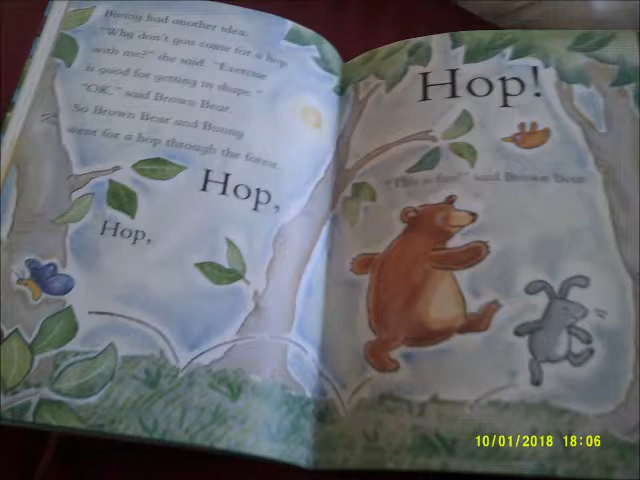 Bunny had another idea.
"Why don't you come for a hop
with me?" she said. "Exercise
is good for getting in shape."
"OK," said Brown Bear.
So Brown Bear and Bunny
went for a hop through the forest.
Hop,
Hop,
Hop!
"This is fun!" said Brown Bear.
10/01/2018 18:06